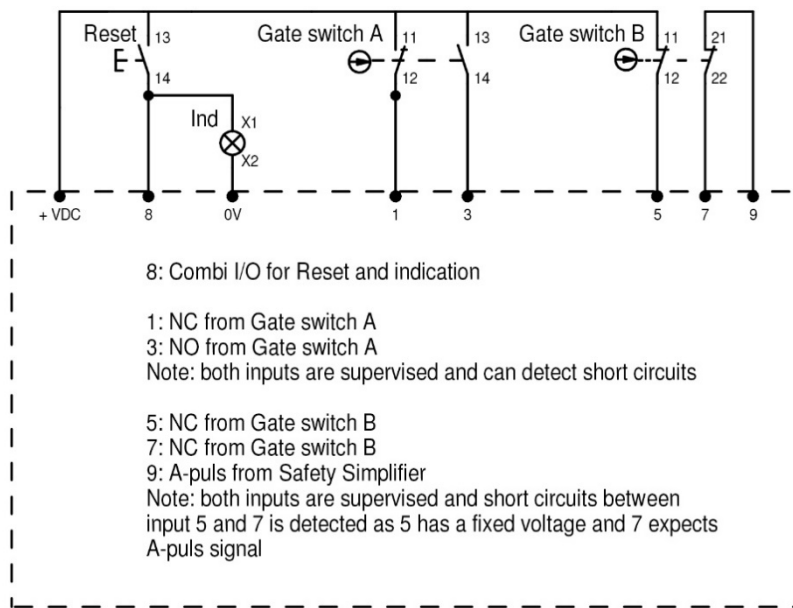 Reset 13 Gate switch A 11 13 Gate switch B 11 21
14 12 14 12 22
Ind X1
X2
+ VDC 8 0V 1 3 5 7 9
8: Combi I/O for Reset and indication
1: NC from Gate switch A
3: NO from Gate switch A
Note: both inputs are supervised and can detect short circuits
5: NC from Gate switch B
7: NC from Gate switch B
9: A-puls from Safety Simplifier
Note: both inputs are supervised and short circuits between
input 5 and 7 is detected as 5 has a fixed voltage and 7 expects
A-puls signal